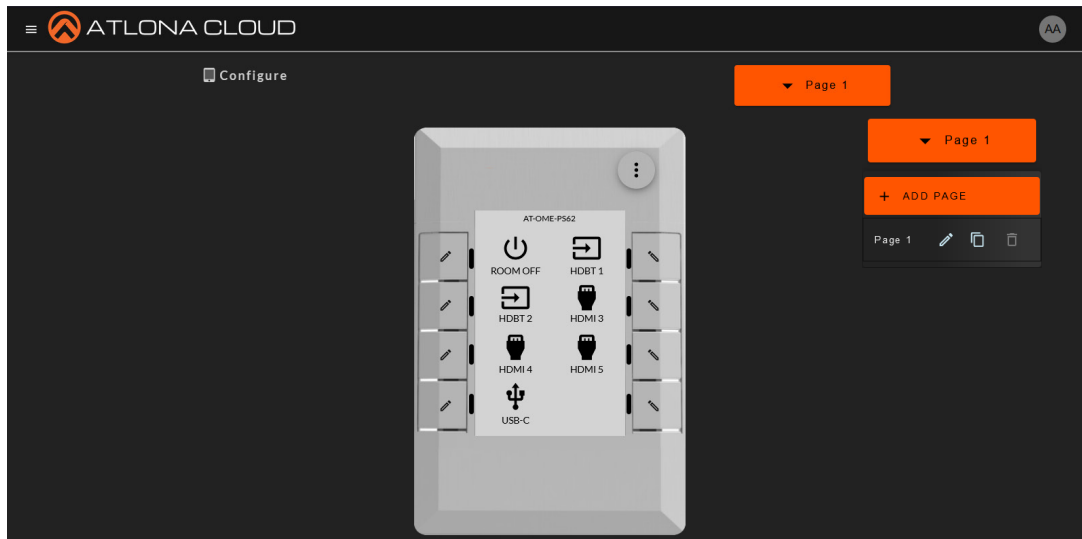 ATLONA CLOUD
AA
Configure
Page 1
Page 1
+ ADD PAGE
Page 1
AT-OME-PS62
ROOM OFF
HDBT 1
HDBT 2
HDMI 3
HDMI 4
HDMI 5
USB-C